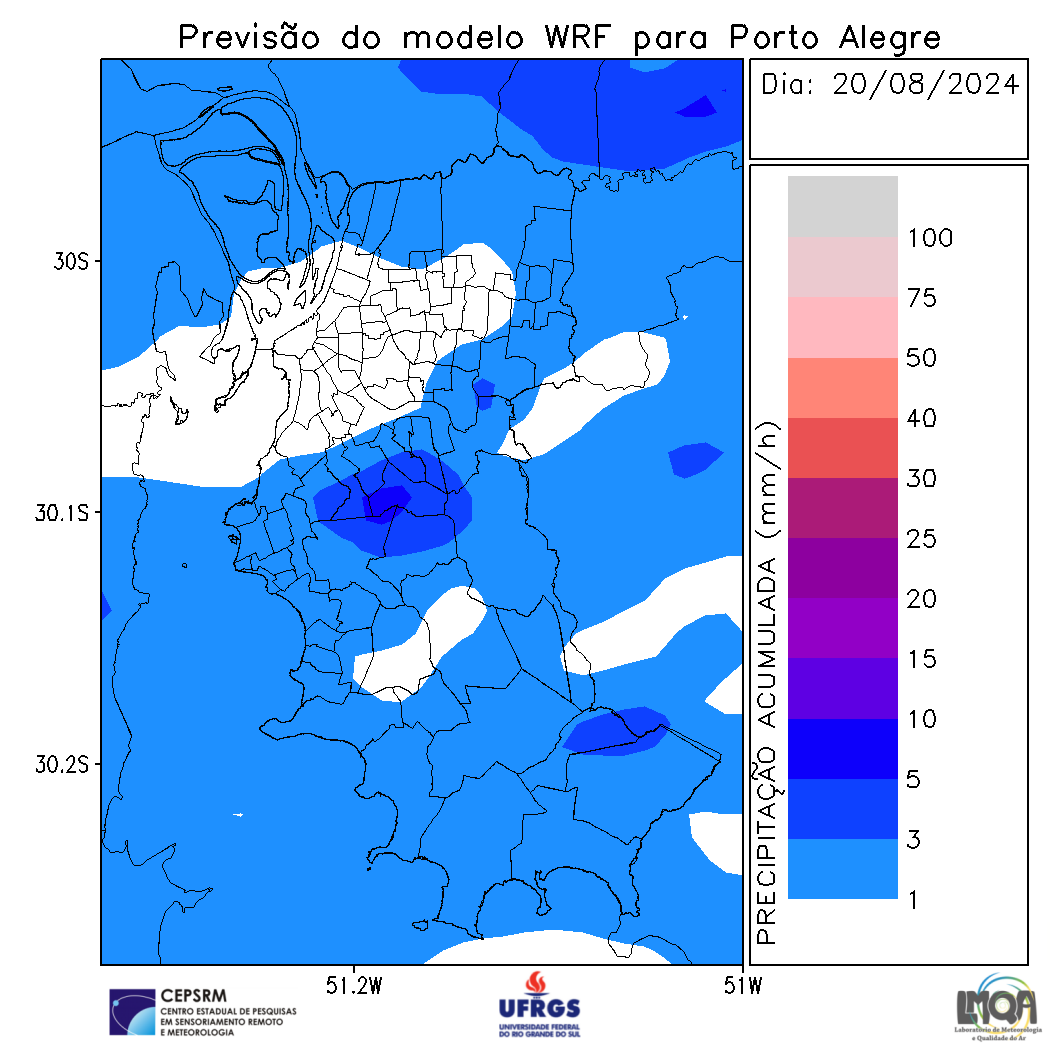 Previsão do modelo WRF para Porto Alegre
Dia: 20/08/2024
30S
30.1S
30.2S
51.2W
51W
PRECIPITAÇÃO ACUMULADA (mm/h)
100
75
50
40
30
25
20
15
10
5
3
1
CEPSRM
CENTRO ESTADUAL DE PESQUISAS
EM SENSORIAMENTO REMOTO
E METEOROLOGIA
UFRGS
UNIVERSIDADE FEDERAL
DO RIO GRANDE DO SUL
LMQA
Laboratório de Meteorologia
e Qualidade do Ar